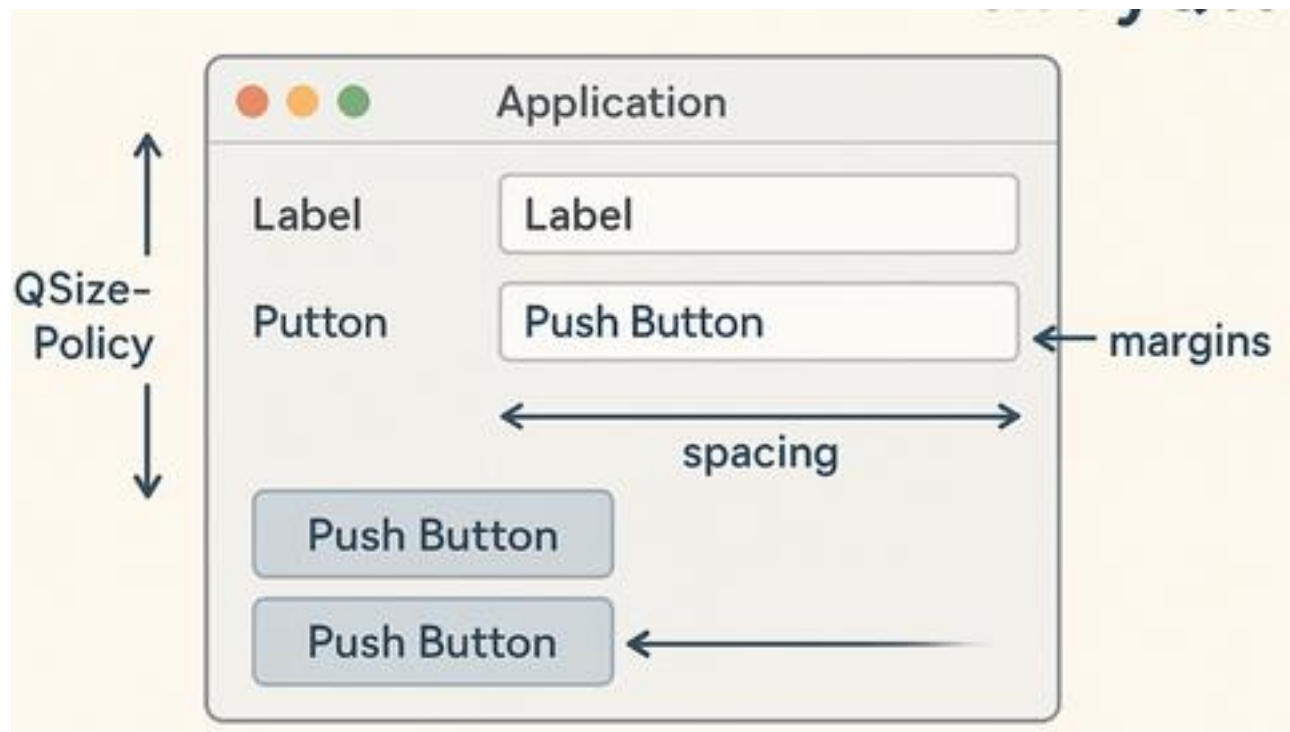 Application
Label Label
QSize-
Policy
Putton Push Button
margins
spacing
Push Button
Push Button